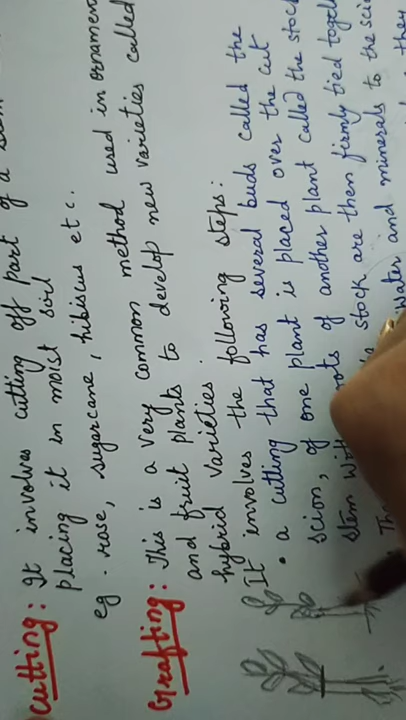 Cutting: It involves cutting off part of a stem
placing it in moist soil
eg. rose, sugarcane, hibiscus etc.
Grafting: This is a very common method used in ornamen
and fruit plants to develop new varieties called
hybrid varieties.
It involves the following steps:
• a cutting that has several buds called the
scion, of one plant is placed over the cut
stem with roots of another plant called the stoc
stock are then firmly tied togeth
water and minerals to the sci
they